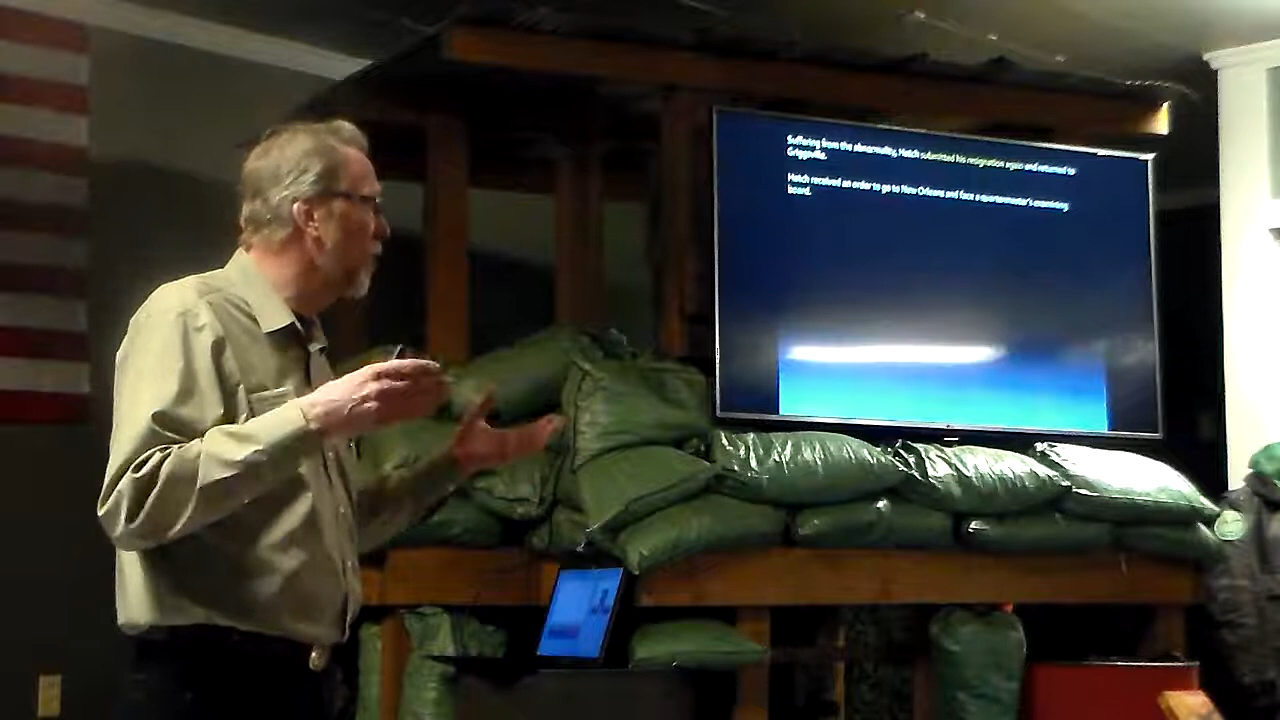 Suffering from the abnormality, Hatch submitted his resignation again and returned to
Griggsville.
Hatch received an order to go to New Orleans and face a quartermaster's examining
board.